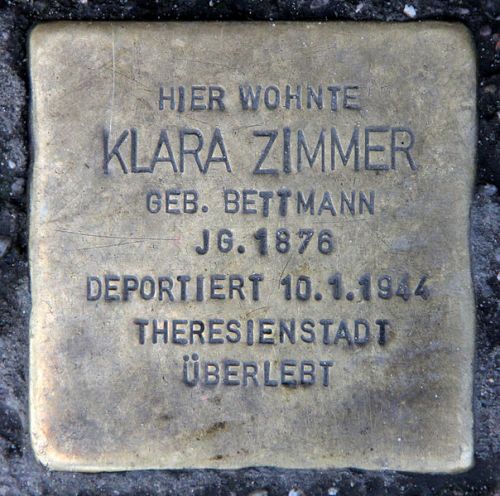 HIER WOHNTE
KLARA ZIMMER
GEB. BETTMANN
JG. 1876
DEPORTIERT 10.1.1944
THERESIENSTADT
ÜBERLEBT